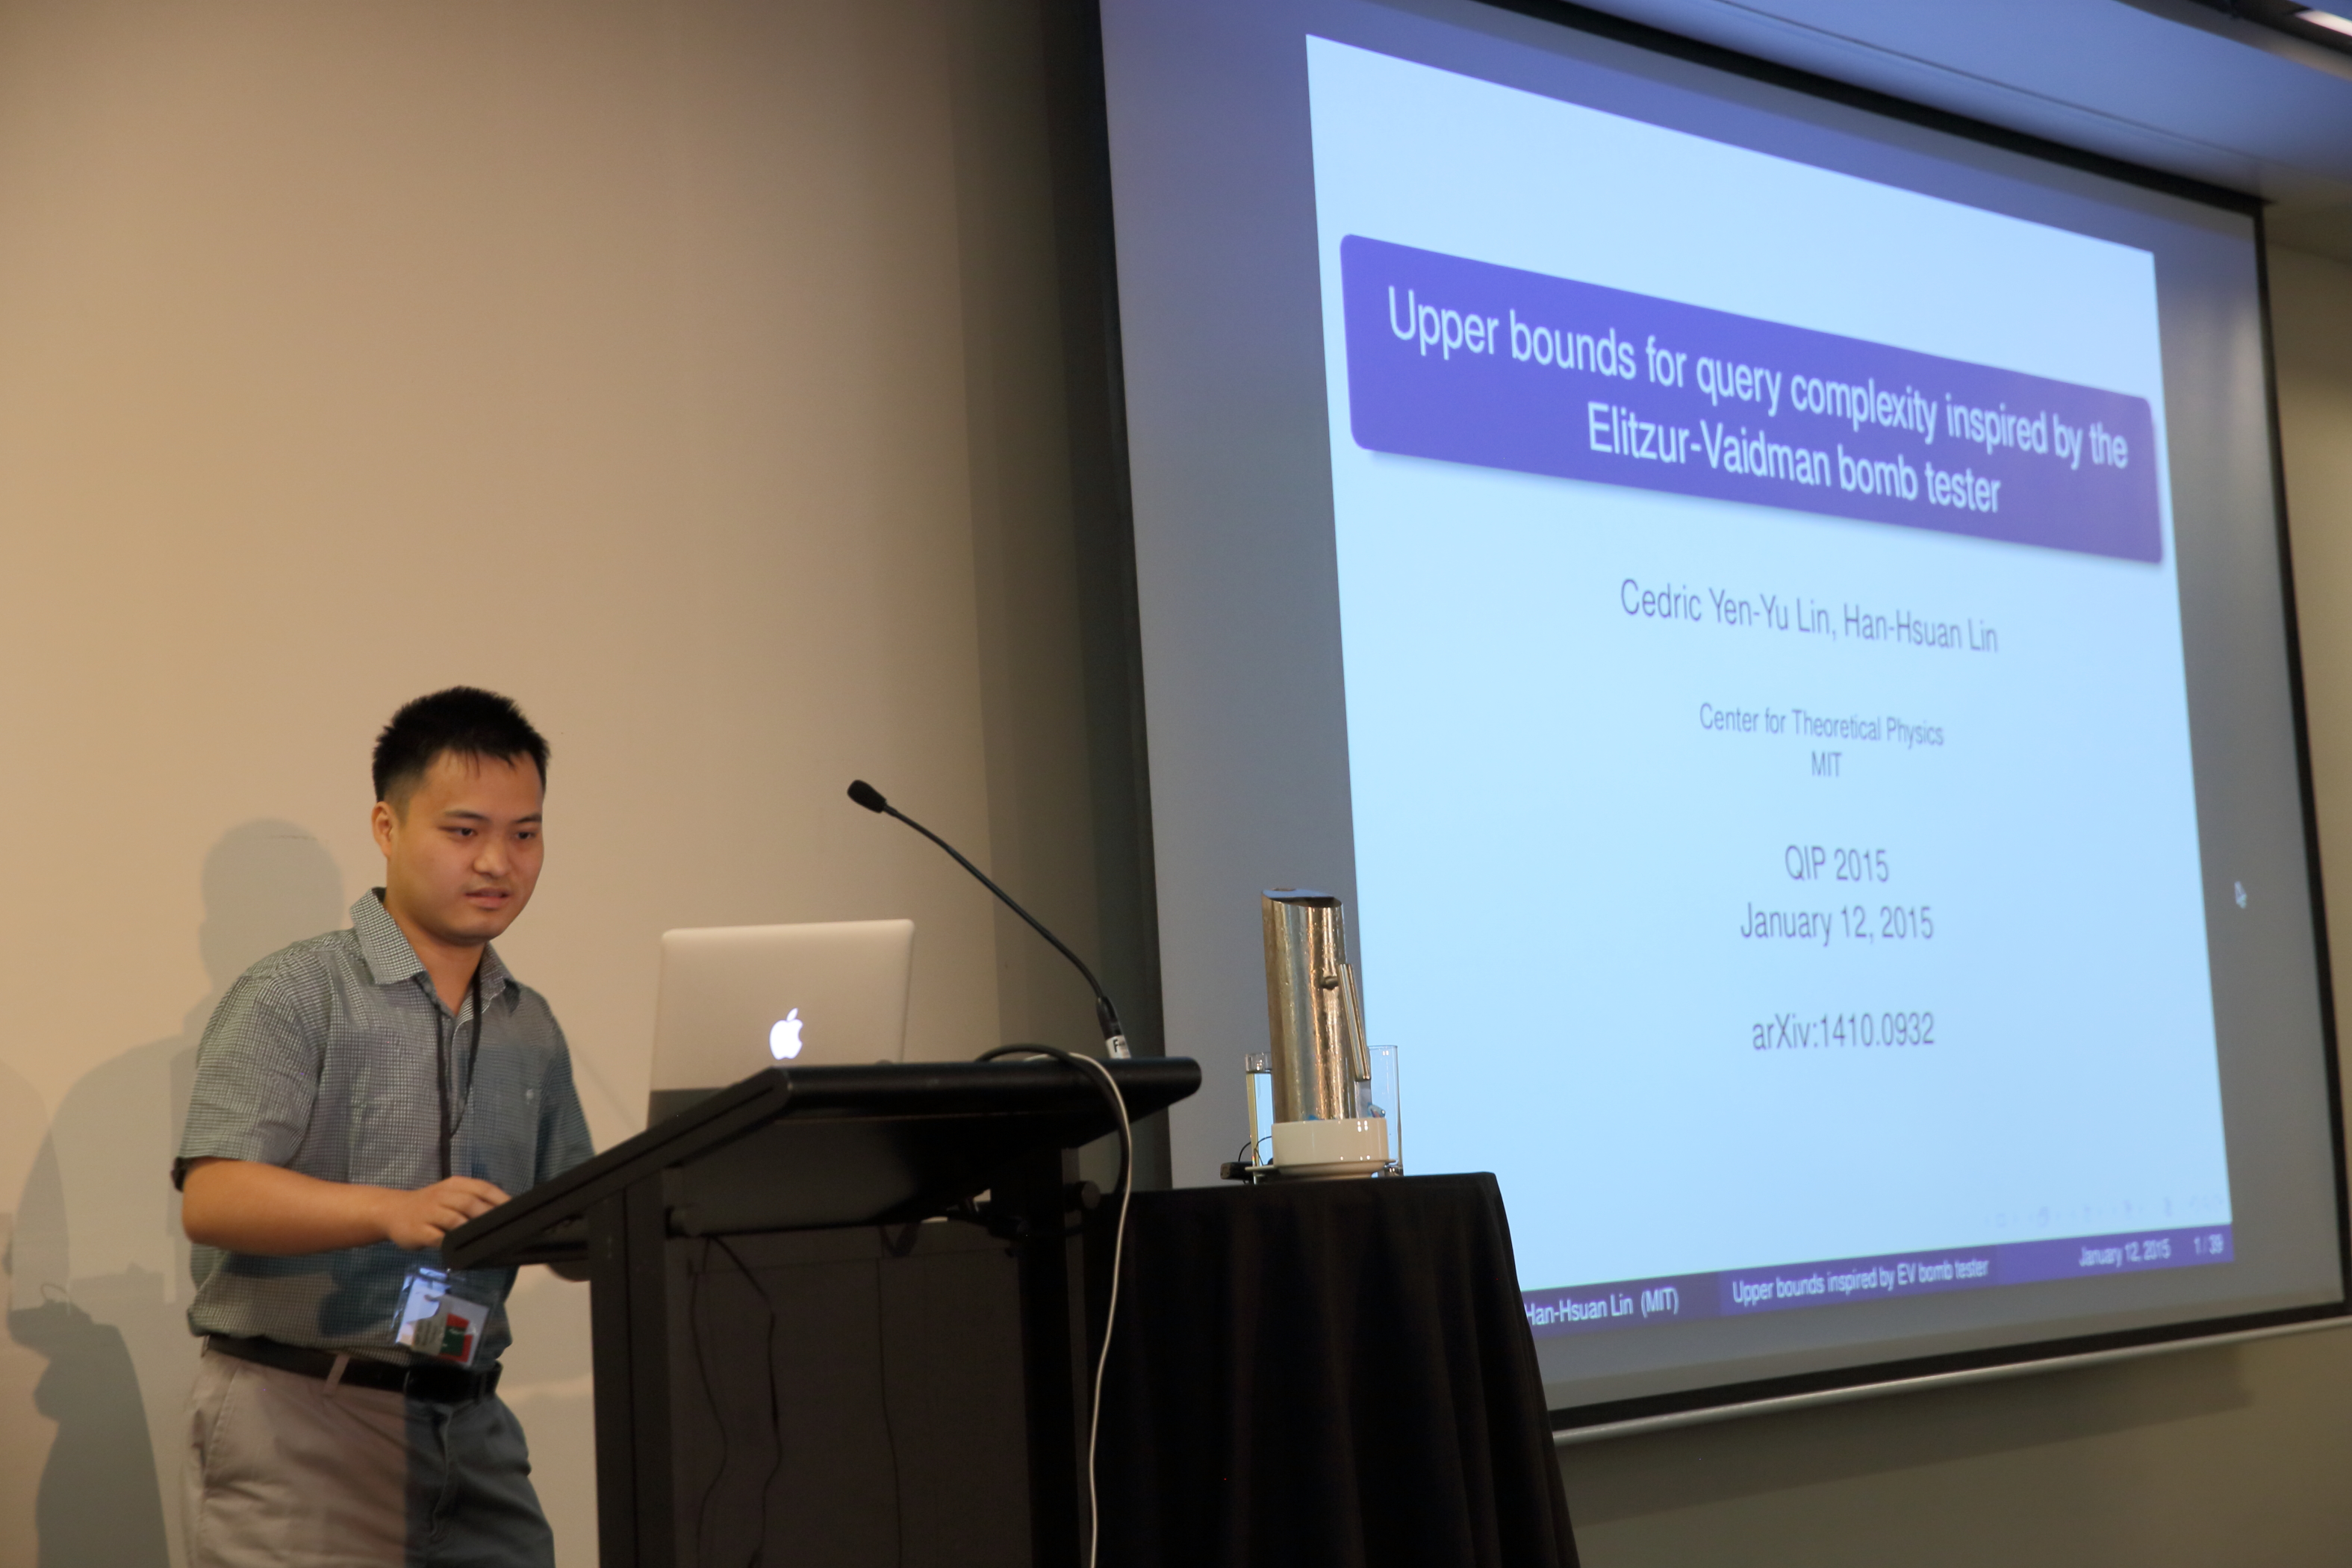 Upper bounds for query complexity inspired by the
Elitzur-Vaidman bomb tester
Cedric Yen-Yu Lin, Han-Hsuan Lin
Center for Theoretical Physics
MIT
QIP 2015
January 12, 2015
arXiv:1410.0932
Han-Hsuan Lin (MIT) Upper bounds inspired by EV bomb tester January 12, 2015 1 / 39